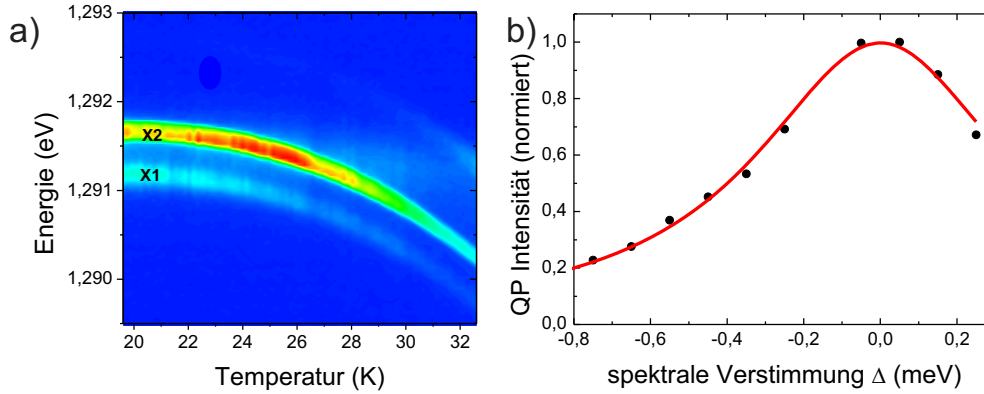 a)
1,293
1,292
1,291
1,290
Energie (eV)
X2
X1
20 22 24 26 28 30 32
Temperatur (K)
b)
1,0
0,8
0,6
0,4
0,2
0,0
QP Intensität (normiert)
-0,8 -0,6 -0,4 -0,2 0,0 0,2
spektrale Verstimmung Δ (meV)